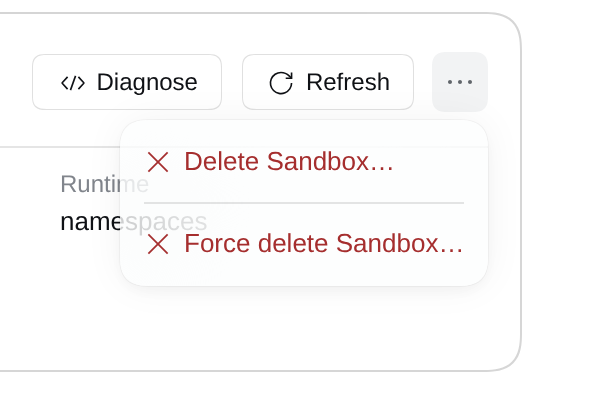 Diagnose
Refresh
Delete Sandbox…
Runtime
namespaces
Force delete Sandbox…